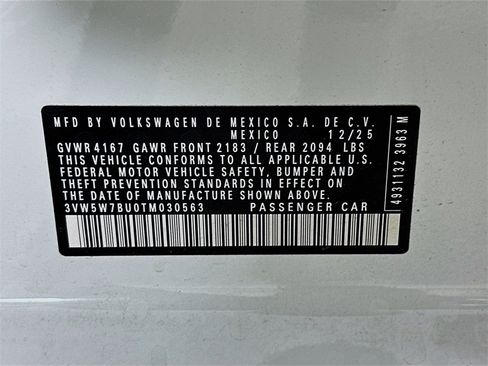 MFD BY VOLKSWAGEN DE MEXICO S.A. DE C.V.
MEXICO 12/25
GVWR 4167 GAWR FRONT 2183 / REAR 2094 LBS
THIS VEHICLE CONFORMS TO ALL APPLICABLE U.S.
FEDERAL MOTOR VEHICLE SAFETY, BUMPER AND
THEFT PREVENTION STANDARDS IN EFFECT ON
THE DATE OF MANUFACTURE SHOWN ABOVE.
3VW5W7BU0TM030563 PASSENGER CAR
4931132 3963 M